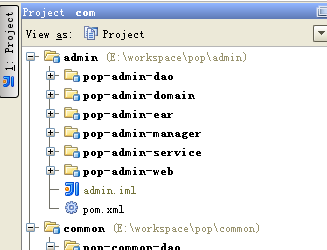 Project com
View as: Project
1: Project
admin (E:\workspace\pop\admin)
pop-admin-dao
pop-admin-domain
pop-admin-ear
pop-admin-manager
pop-admin-service
pop-admin-web
admin.iml
pom.xml
common (E:\workspace\pop\common)
pop-common-dao